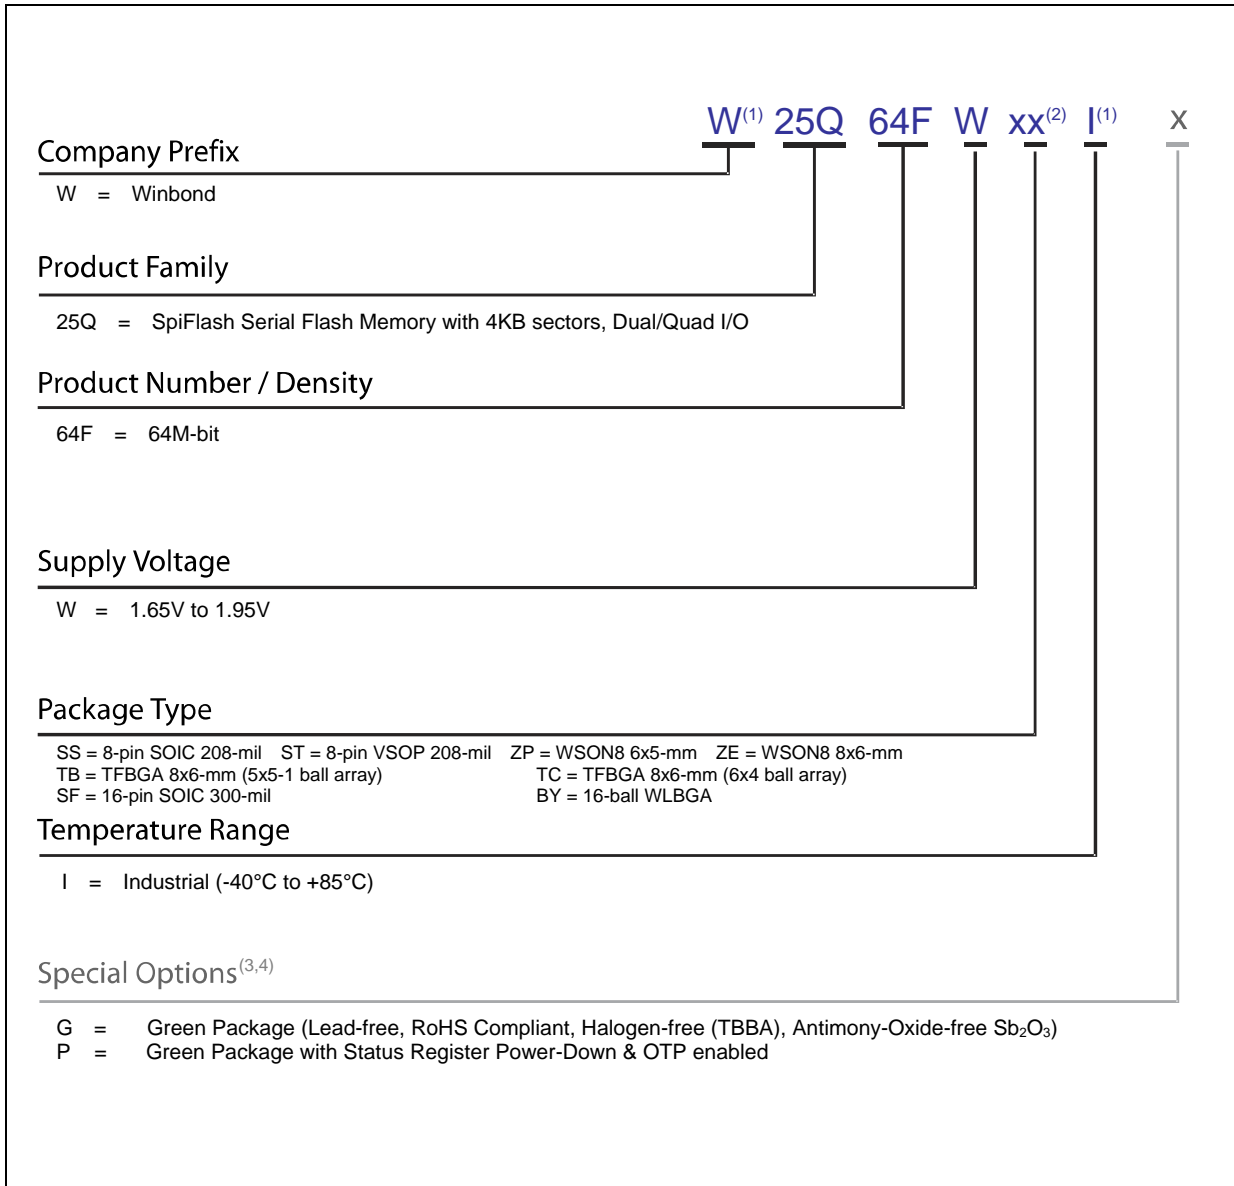 W(1) 25Q 64F W xx(2) I(1) x
Company Prefix
W = Winbond
Product Family
25Q = SpiFlash Serial Flash Memory with 4KB sectors, Dual/Quad I/O
Product Number / Density
64F = 64M-bit
Supply Voltage
W = 1.65V to 1.95V
Package Type
SS = 8-pin SOIC 208-mil ST = 8-pin VSOP 208-mil ZP = WSON8 6x5-mm ZE = WSON8 8x6-mm
TB = TFBGA 8x6-mm (5x5-1 ball array) TC = TFBGA 8x6-mm (6x4 ball array)
SF = 16-pin SOIC 300-mil BY = 16-ball WLBGA
Temperature Range
I = Industrial (-40°C to +85°C)
Special Options(3,4)
G = Green Package (Lead-free, RoHS Compliant, Halogen-free (TBBA), Antimony-Oxide-free Sb₂O₃)
P = Green Package with Status Register Power-Down & OTP enabled